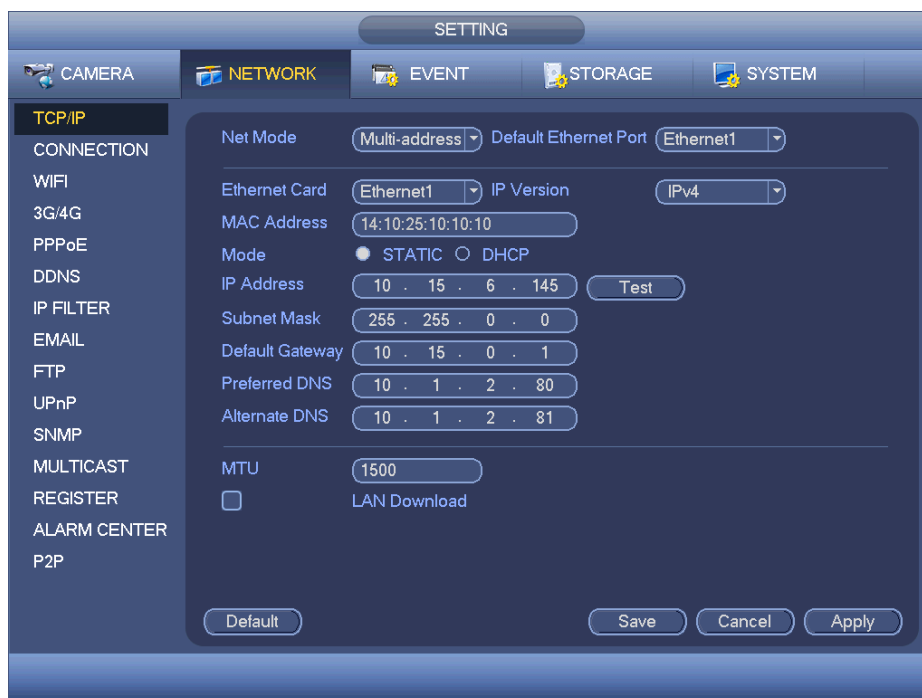 SETTING
CAMERA NETWORK EVENT STORAGE SYSTEM
TCP/IP
CONNECTION
WIFI
3G/4G
PPPoE
DDNS
IP FILTER
EMAIL
FTP
UPnP
SNMP
MULTICAST
REGISTER
ALARM CENTER
P2P
Net Mode Multi-address Default Ethernet Port Ethernet1
Ethernet Card Ethernet1 IP Version IPv4
MAC Address 14:10:25:10:10:10
Mode STATIC DHCP
IP Address 10 . 15 . 6 . 145 Test
Subnet Mask 255 . 255 . 0 . 0
Default Gateway 10 . 15 . 0 . 1
Preferred DNS 10 . 1 . 2 . 80
Alternate DNS 10 . 1 . 2 . 81
MTU 1500
LAN Download
Default Save Cancel Apply